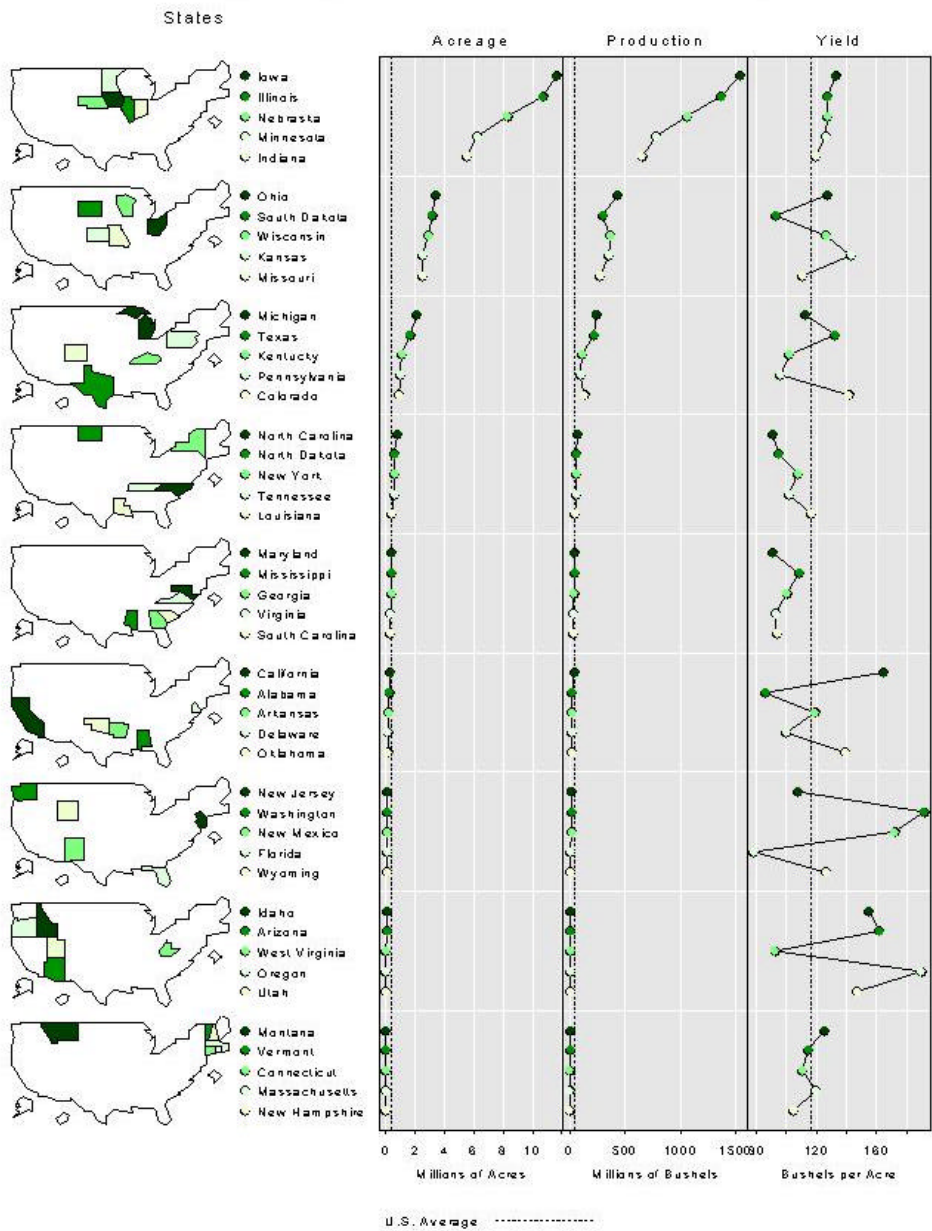 States
Acreage Production Yield
Iowa
Illinois
Nebraska
Minnesota
Indiana
Ohio
South Dakota
Wisconsin
Kansas
Missouri
Michigan
Texas
Kentucky
Pennsylvania
Colorado
North Carolina
North Dakota
New York
Tennessee
Louisiana
Maryland
Mississippi
Georgia
Virginia
South Carolina
California
Alabama
Arkansas
Delaware
Oklahoma
New Jersey
Washington
New Mexico
Florida
Wyoming
Idaho
Arizona
West Virginia
Oregon
Utah
Montana
Vermont
Connecticut
Massachusetts
New Hampshire
0 2 4 6 8 10 0 500 1000 1500 120 160
Millions of Acres Millions of Bushels Bushels per Acre
U.S. Average